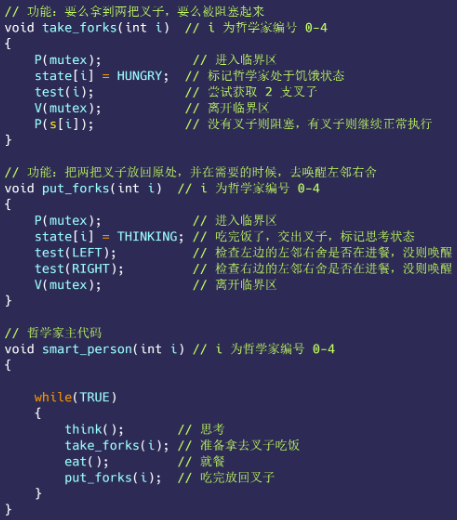 // 功能：要么拿到两把叉子，要么被阻塞起来
void take_forks(int i)  // i 为哲学家编号 0-4
{
    P(mutex);            // 进入临界区
    state[i] = HUNGRY;  // 标记哲学家处于饥饿状态
    test(i);            // 尝试获取 2 支叉子
    V(mutex);           // 离开临界区
    P(s[i]);            // 没有叉子则阻塞，有叉子则继续正常执行
}

// 功能：把两把叉子放回原处，并在需要的时候，去唤醒左邻右舍
void put_forks(int i)  // i 为哲学家编号 0-4
{
    P(mutex);            // 进入临界区
    state[i] = THINKING; // 吃完饭了，交出叉子，标记思考状态
    test(LEFT);          // 检查左边的左邻右舍是否在进餐，没则唤醒
    test(RIGHT);         // 检查右边的左邻右舍是否在进餐，没则唤醒
    V(mutex);            // 离开临界区
}

// 哲学家主代码
void smart_person(int i) // i 为哲学家编号 0-4
{

    while(TRUE)
    {
        think();       // 思考
        take_forks(i); // 准备拿去叉子吃饭
        eat();         // 就餐
        put_forks(i);  // 吃完放回叉子
    }
}